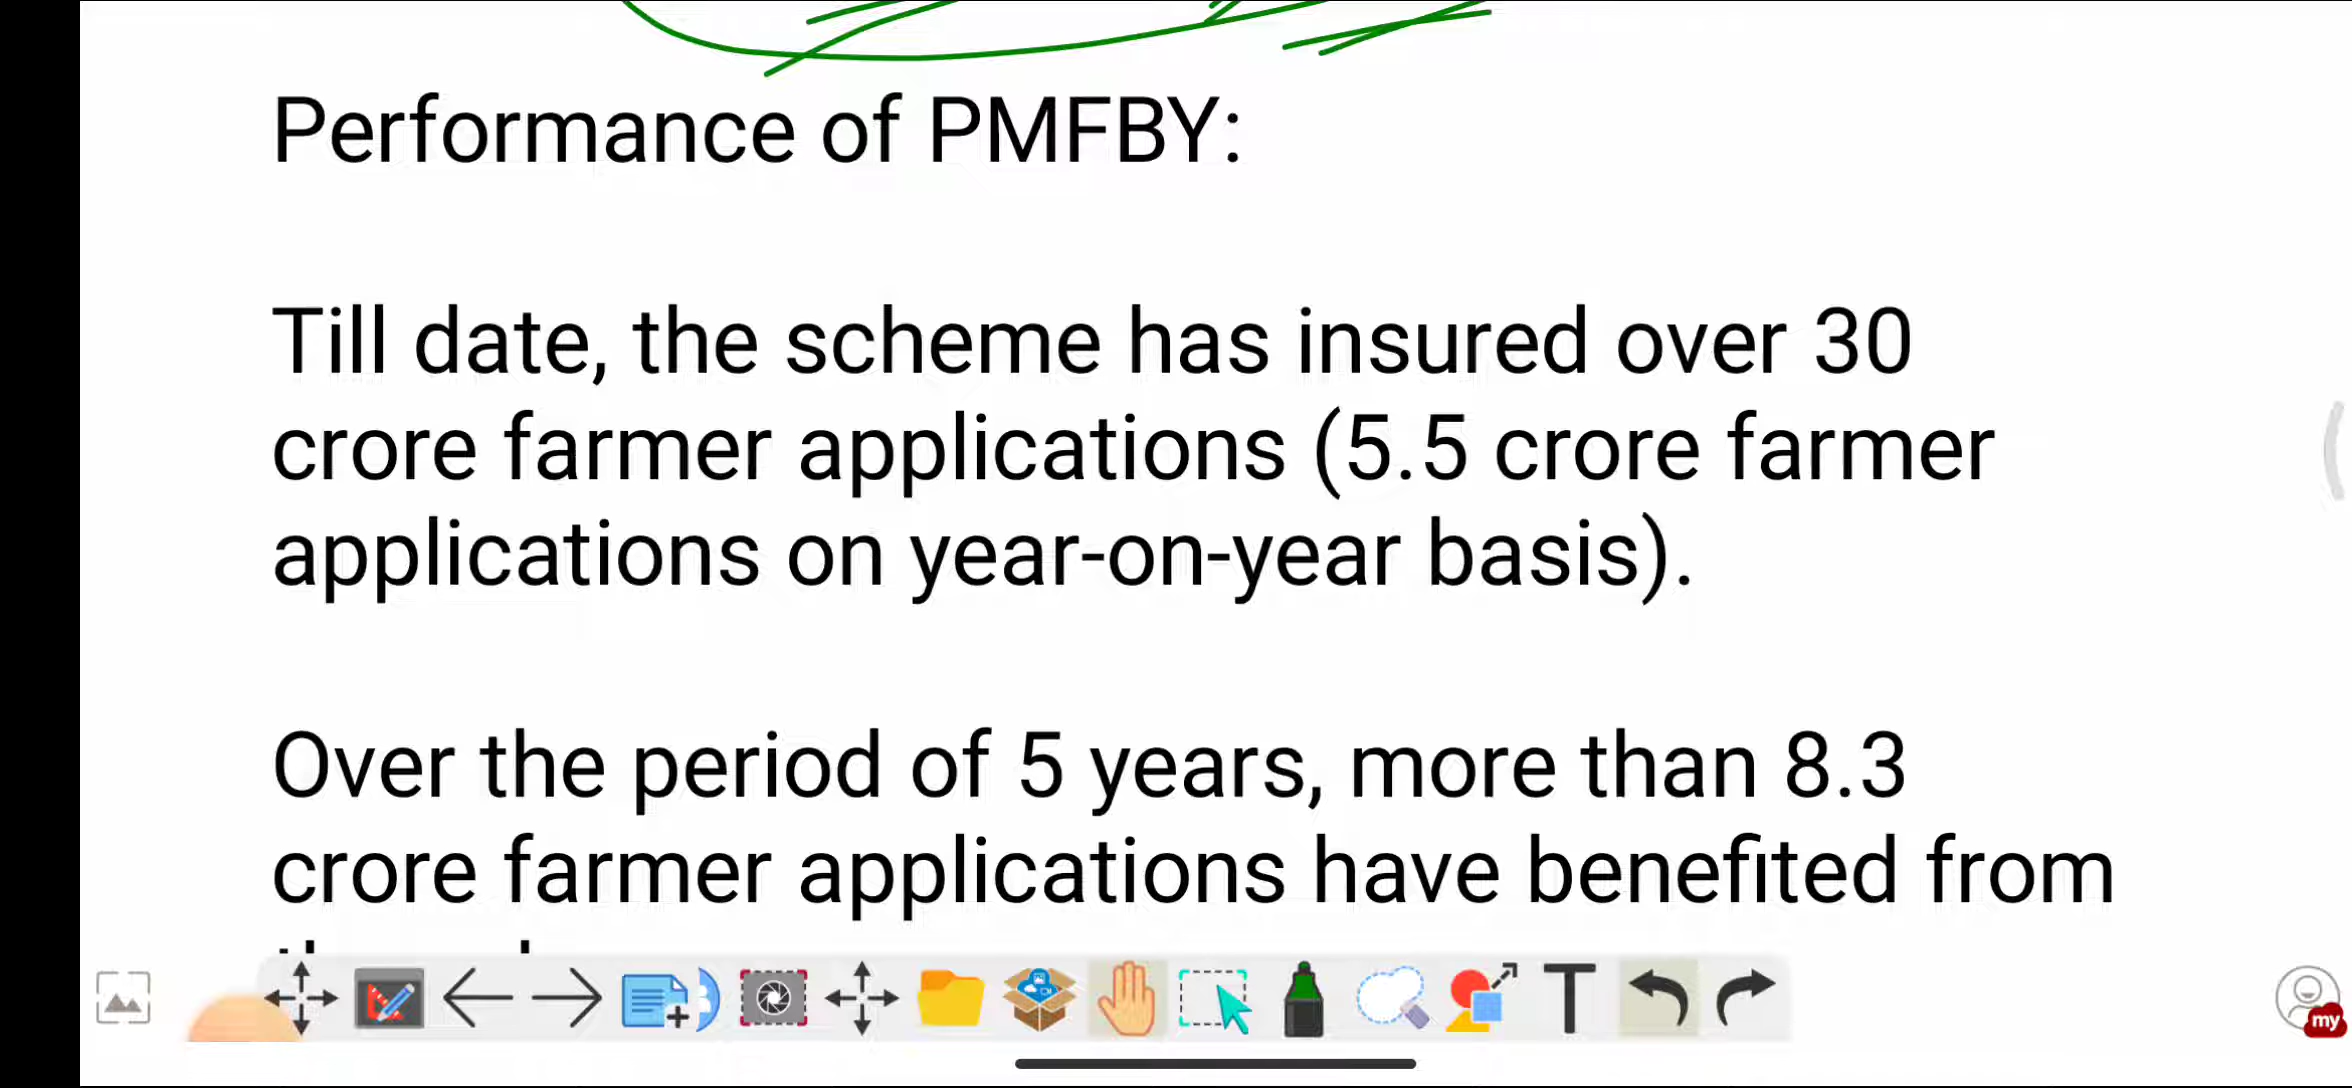 Performance of PMFBY:
Till date, the scheme has insured over 30
crore farmer applications (5.5 crore farmer
applications on year-on-year basis).
Over the period of 5 years, more than 8.3
crore farmer applications have benefited from
T
my